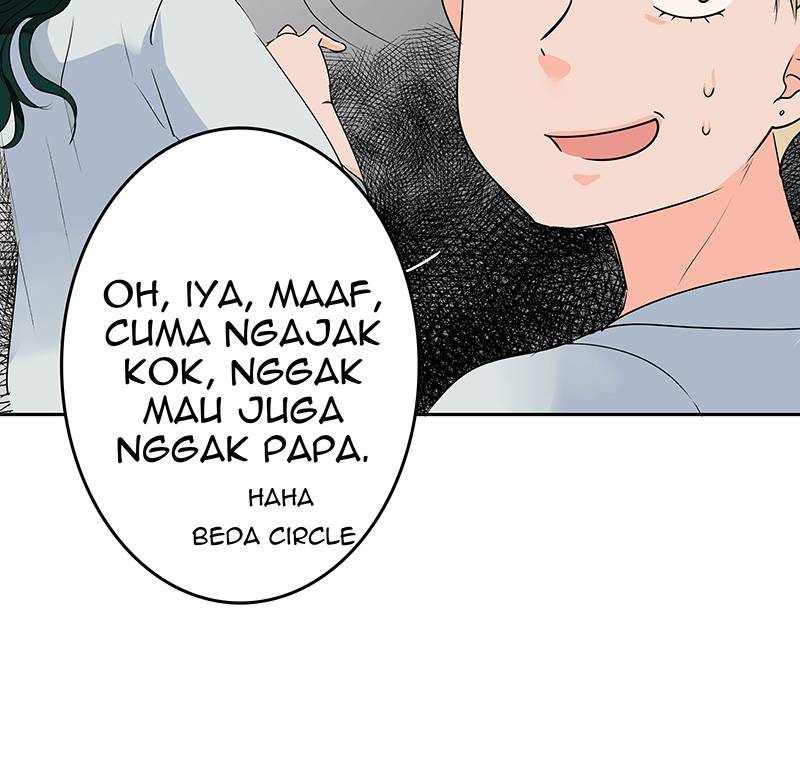 OH, IYA, MAAF,
CUMA NGAJAK
KOK, NGGAK
MAU JUGA
NGGAK PAPA.
HAHA
BEDA CIRCLE